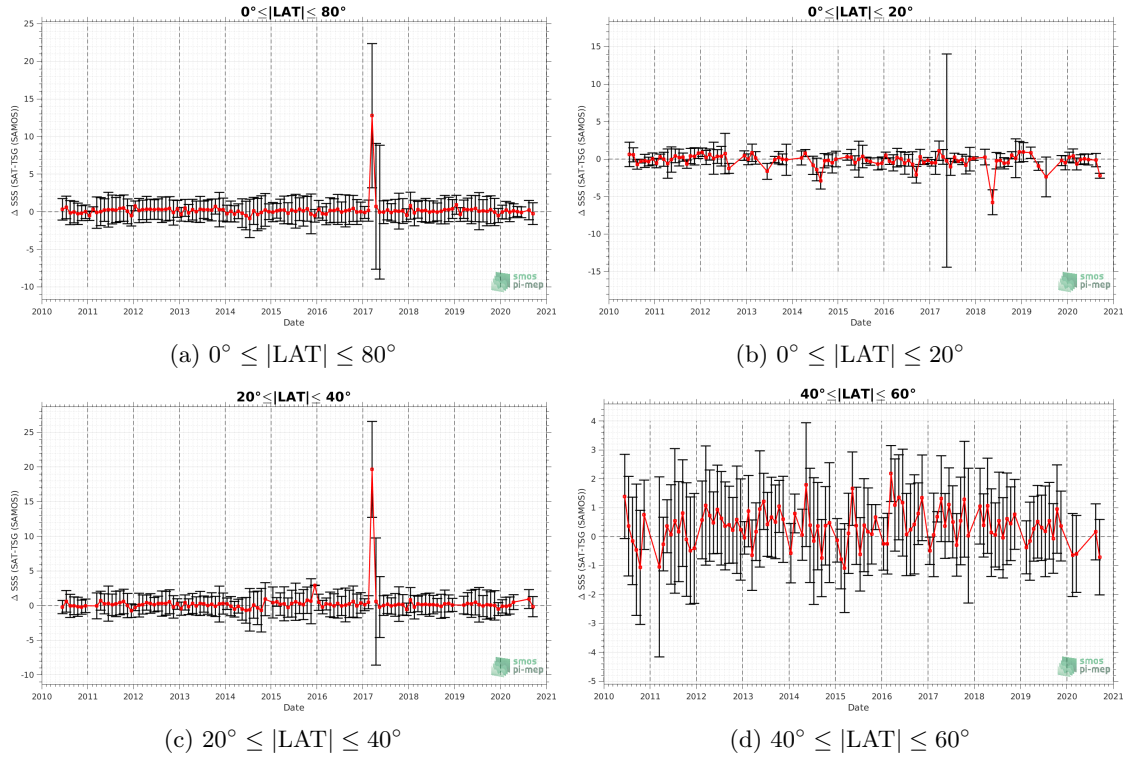 0°≤|LAT|≤ 80°
Δ SSS (SAT-TSG (SAMOS))
25
20
15
10
5
0
-5
-10
2010 2011 2012 2013 2014 2015 2016 2017 2018 2019 2020 2021
Date
smos
pi-mep
(a) 0° ≤ |LAT| ≤ 80°
0°≤|LAT|≤ 20°
Δ SSS (SAT-TSG (SAMOS))
15
10
5
0
-5
-10
-15
2010 2011 2012 2013 2014 2015 2016 2017 2018 2019 2020 2021
Date
smos
pi-mep
(b) 0° ≤ |LAT| ≤ 20°
20°≤|LAT|≤ 40°
Δ SSS (SAT-TSG (SAMOS))
25
20
15
10
5
0
-5
-10
2010 2011 2012 2013 2014 2015 2016 2017 2018 2019 2020 2021
Date
smos
pi-mep
(c) 20° ≤ |LAT| ≤ 40°
40°≤|LAT|≤ 60°
Δ SSS (SAT-TSG (SAMOS))
4
3
2
1
0
-1
-2
-3
-4
-5
2010 2011 2012 2013 2014 2015 2016 2017 2018 2019 2020 2021
Date
smos
pi-mep
(d) 40° ≤ |LAT| ≤ 60°